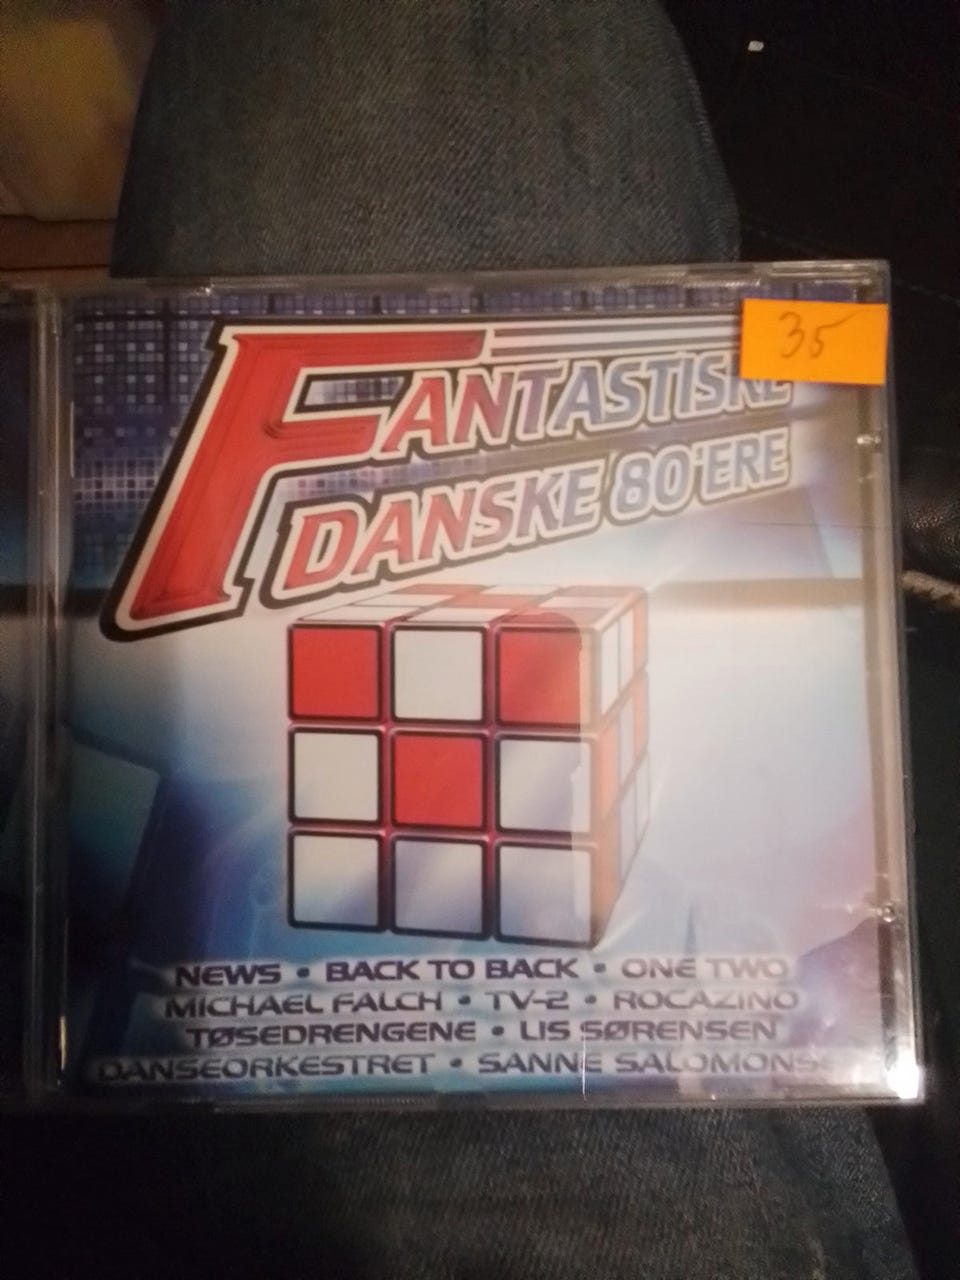 35
FANTASTISKE
DANSKE 80'ERE
NEWS • BACK TO BACK • ONE TWO
MICHAEL FALCH • TV-2 • ROCAZINO
TØSEDRENGENE • LIS SØRENSEN
DANSEORKESTRET • SANNE SALOMONSEN